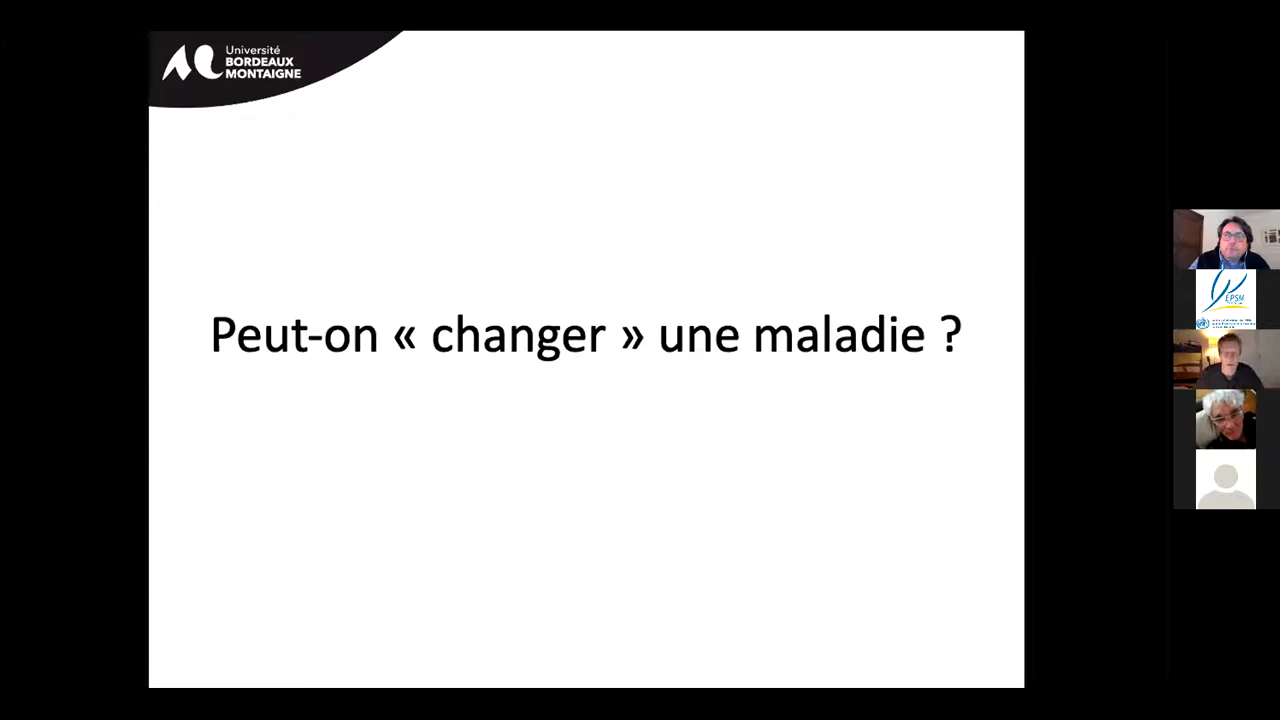 Université
BORDEAUX
MONTAIGNE
Peut-on « changer » une maladie ?
EPSM